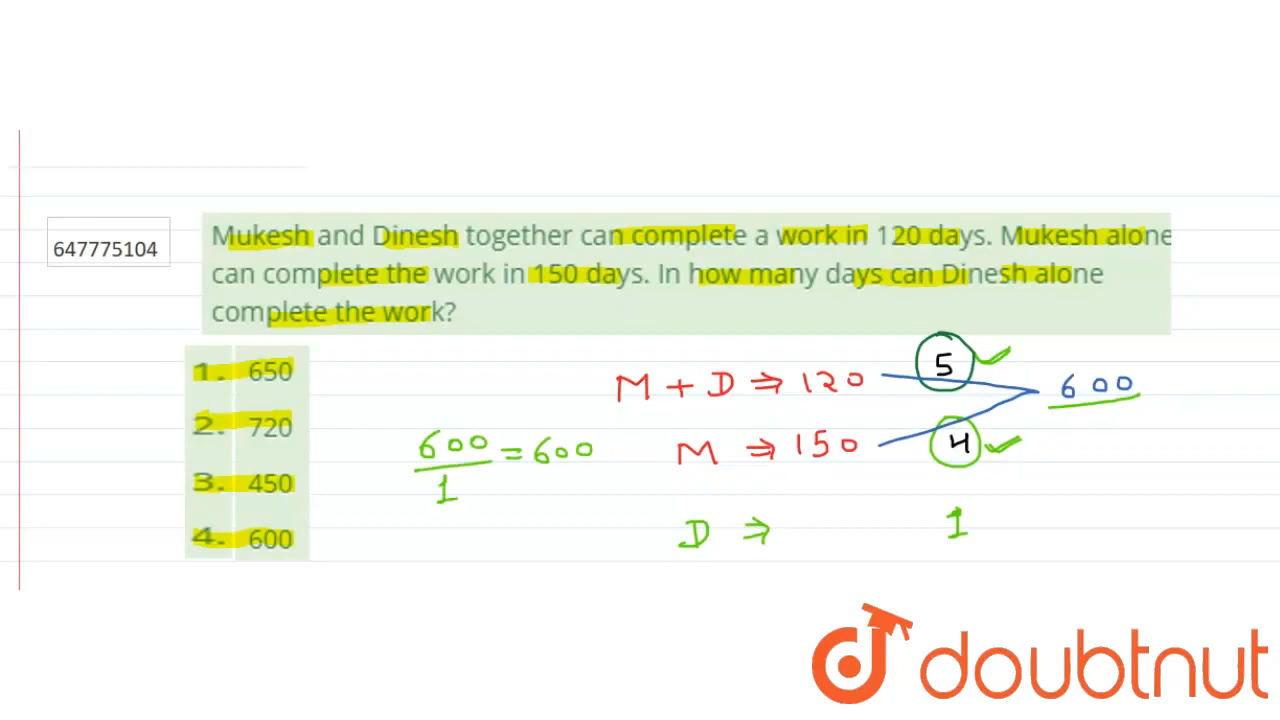 647775104
Mukesh and Dinesh together can complete a work in 120 days. Mukesh alone
can complete the work in 150 days. In how many days can Dinesh alone
complete the work?
1. 650
2. 720
3. 450
4. 600
M + D ⇒ 120 5 600
M ⇒ 150 4
600/1 = 600
D ⇒ 1
doubtnut